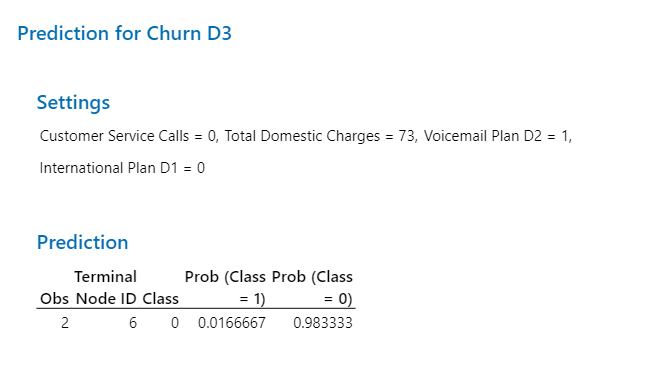 Prediction for Churn D3
Settings
Customer Service Calls = 0, Total Domestic Charges = 73, Voicemail Plan D2 = 1,
International Plan D1 = 0
Prediction
Terminal Prob (Class Prob (Class
Obs Node ID Class = 1) = 0)
2 6 0 0.0166667 0.983333